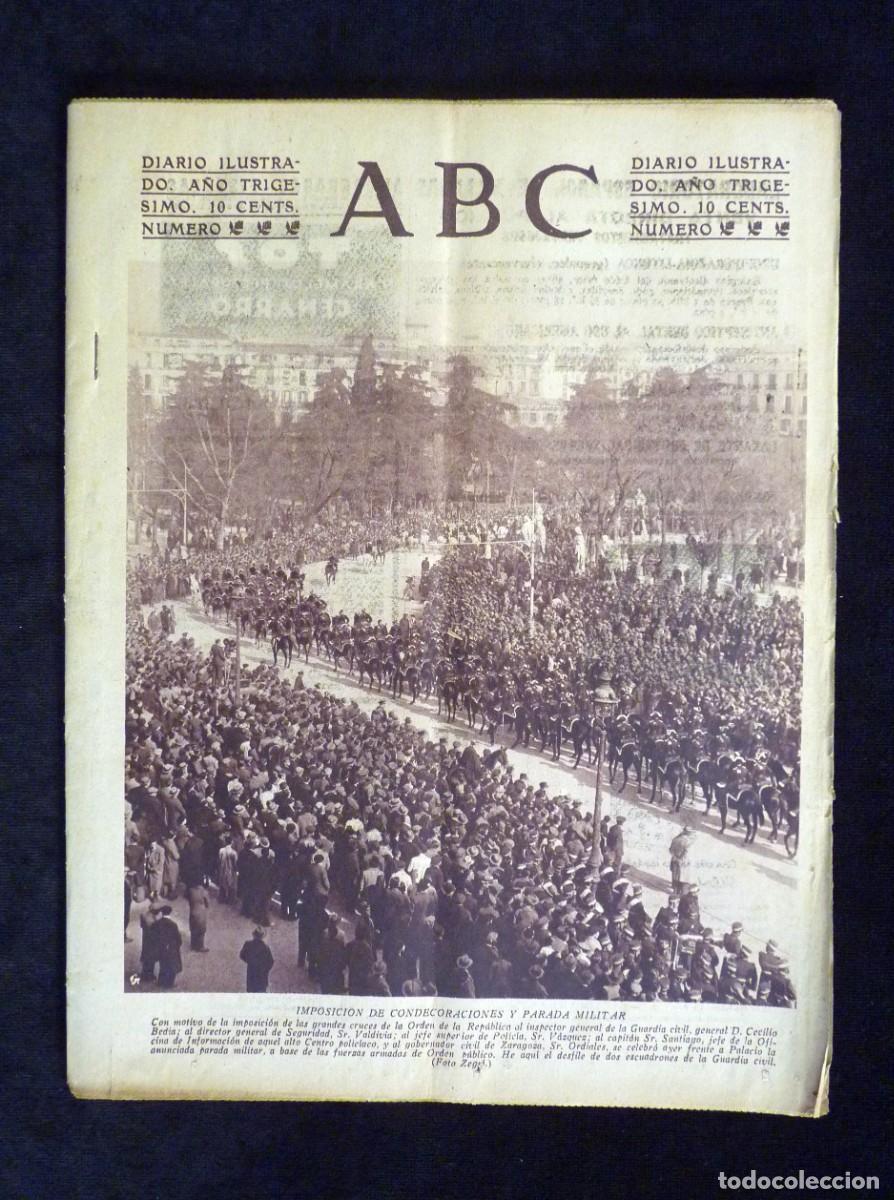 DIARIO ILUSTRA-
DO. AÑO TRIGE-
SIMO. 10 CENTS.
NUMERO
ABC
DIARIO ILUSTRA-
DO. AÑO TRIGE-
SIMO. 10 CENTS.
NUMERO
IMPOSICION DE CONDECORACIONES Y PARADA MILITAR
Con motivo de la imposición de las grandes cruces de la Orden de la República al inspector general de la Guardia civil, general D. Cecilio
Bedia; al director general de Seguridad, Sr. Valdivia; al jefe superior de Policía, Sr. Vázquez; al capitán Sr. Santiago, jefe de la Ofi-
cina de Información de aquel alto Centro policíaco, y al gobernador civil de Zaragoza, Sr. Ordiales, se celebró ayer frente a Palacio la
anunciada parada militar, a base de las fuerzas armadas de Orden público. He aquí el desfile de dos escuadrones de la Guardia civil.
(Foto Zegrí.)
todocoleccion